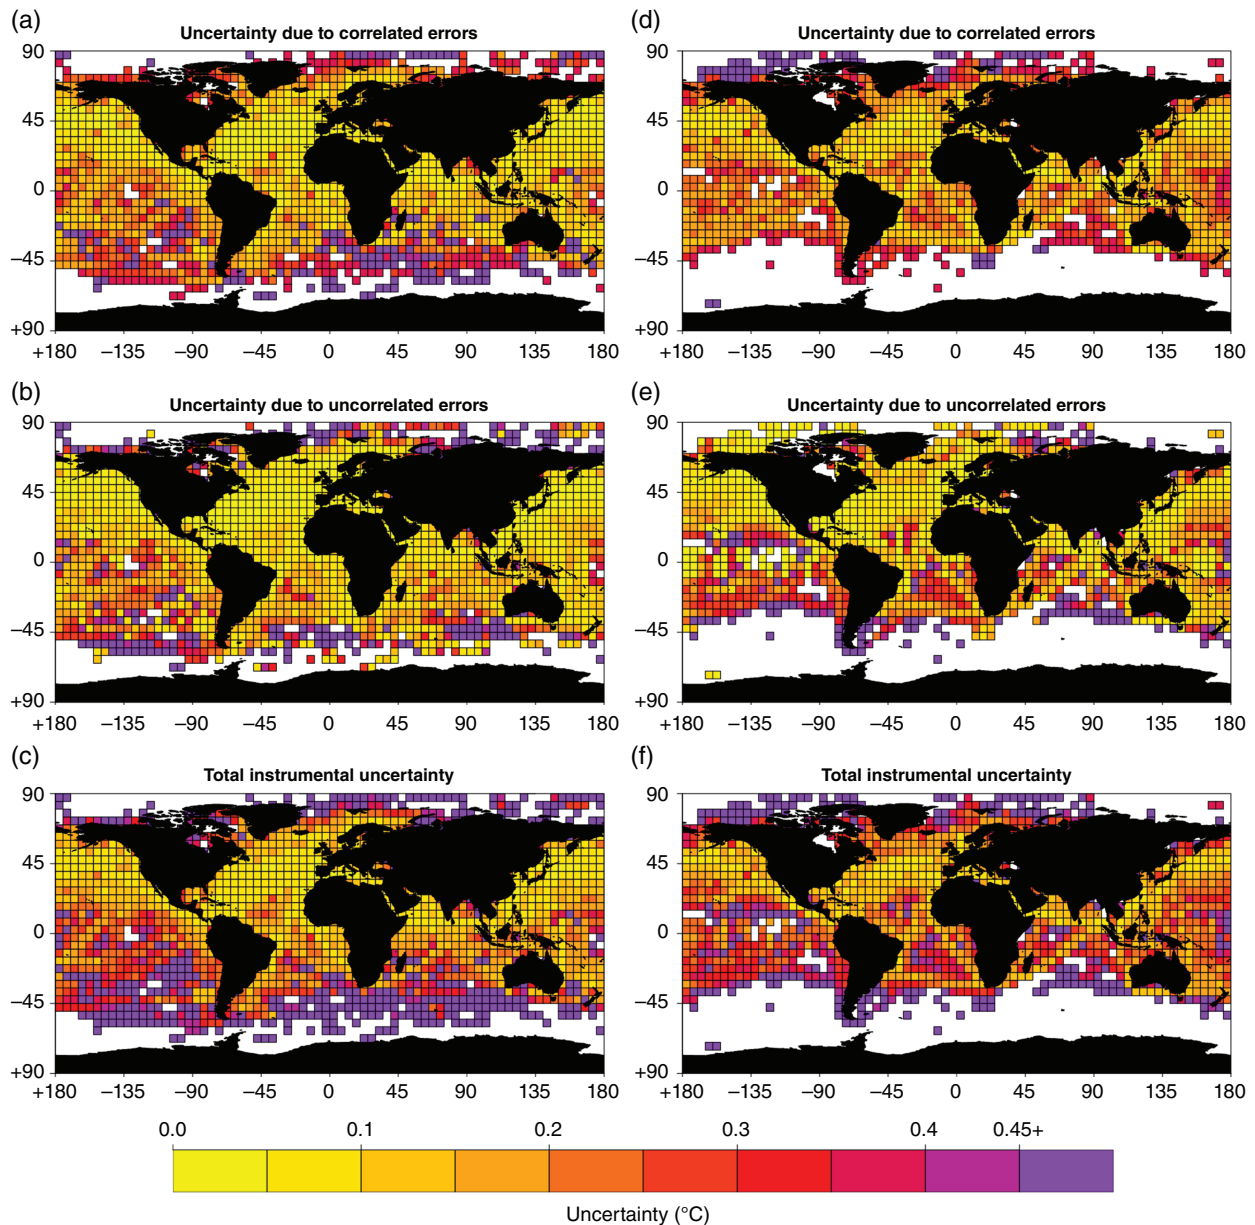 (a)
Uncertainty due to correlated errors
90
45
0
−45
+90
+180 −135 −90 −45 0 45 90 135 180
(d)
Uncertainty due to correlated errors
90
45
0
−45
+90
+180 −135 −90 −45 0 45 90 135 180
(b)
Uncertainty due to uncorrelated errors
90
45
0
−45
+90
+180 −135 −90 −45 0 45 90 135 180
(e)
Uncertainty due to uncorrelated errors
90
45
0
−45
+90
+180 −135 −90 −45 0 45 90 135 180
(c)
Total instrumental uncertainty
90
45
0
−45
+90
+180 −135 −90 −45 0 45 90 135 180
(f)
Total instrumental uncertainty
90
45
0
−45
+90
+180 −135 −90 −45 0 45 90 135 180
0.0 0.1 0.2 0.3 0.4 0.45+
Uncertainty (°C)